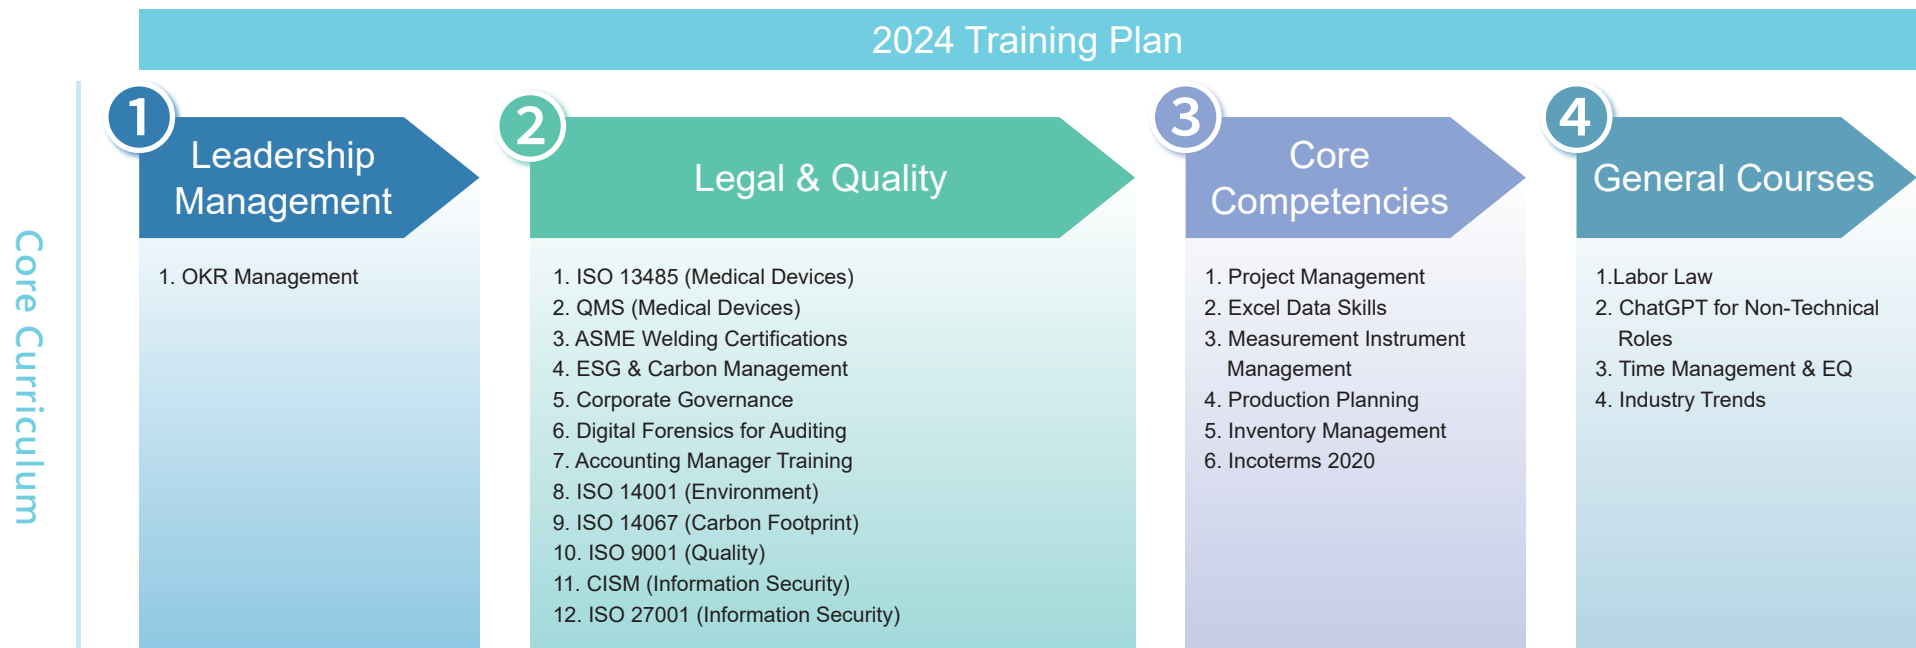 2024 Training Plan
Core Curriculum
1
Leadership
Management
1. OKR Management
2
Legal & Quality
1. ISO 13485 (Medical Devices)
2. QMS (Medical Devices)
3. ASME Welding Certifications
4. ESG & Carbon Management
5. Corporate Governance
6. Digital Forensics for Auditing
7. Accounting Manager Training
8. ISO 14001 (Environment)
9. ISO 14067 (Carbon Footprint)
10. ISO 9001 (Quality)
11. CISM (Information Security)
12. ISO 27001 (Information Security)
3
Core
Competencies
1. Project Management
2. Excel Data Skills
3. Measurement Instrument
Management
4. Production Planning
5. Inventory Management
6. Incoterms 2020
4
General Courses
1.Labor Law
2. ChatGPT for Non-Technical
Roles
3. Time Management & EQ
4. Industry Trends